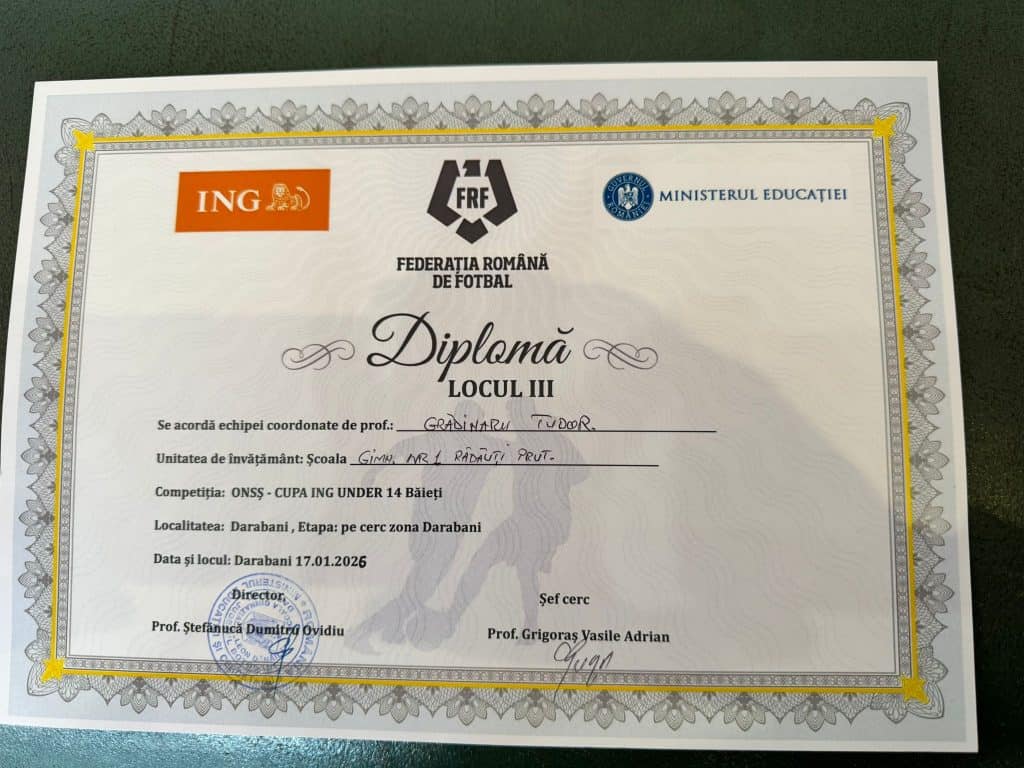 ING
FRF
GUVERNUL ROMÂNIEI
MINISTERUL EDUCAȚIEI
FEDERAȚIA ROMÂNĂ
DE FOTBAL
Diplomă
LOCUL III
Se acordă echipei coordonate de prof.: GRĂDINARU TUDOR.
Unitatea de învățământ: Școala GIMN. NR 1 RĂDĂUȚI PRUT.
Competiția: ONSȘ - CUPA ING UNDER 14 Băieți
Localitatea: Darabani , Etapa: pe cerc zona Darabani
Data și locul: Darabani 17.01.2026
Director,
Șef cerc
Prof. Ștefănucă Dumitru Ovidiu
Prof. Grigoraș Vasile Adrian